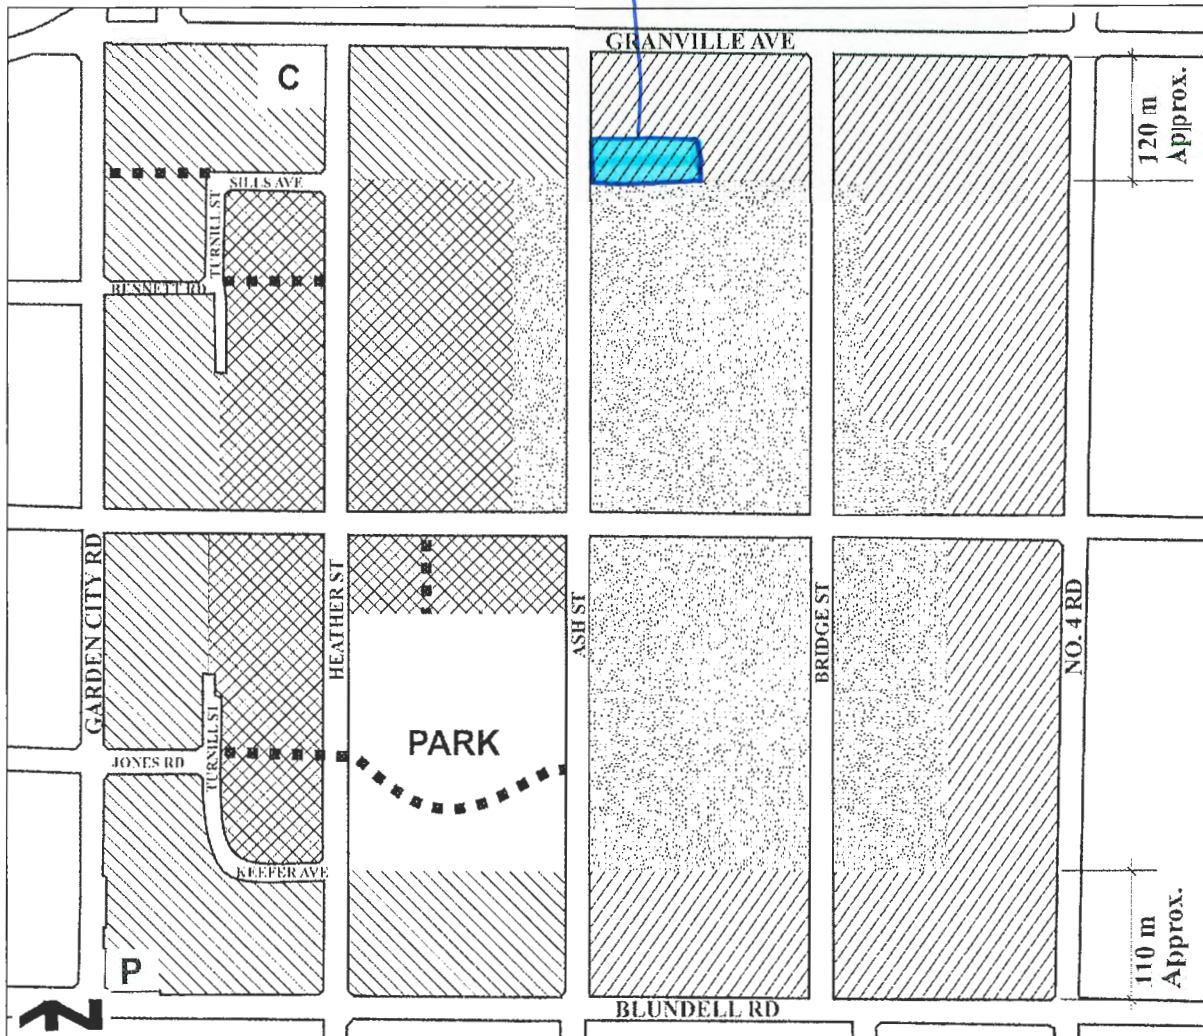 GRANVILLE AVE
C
120 m
Approx.
SILLS AVE
TURNILL ST
BENNETT RD
GARDEN CITY RD
HEATHER ST
ASH ST
BRIDGE ST
NO. 4 RD
PARK
JONES RD
TURNILL ST
KEEFER AVE
110 m
Approx.
P
N
BLUNDELL RD